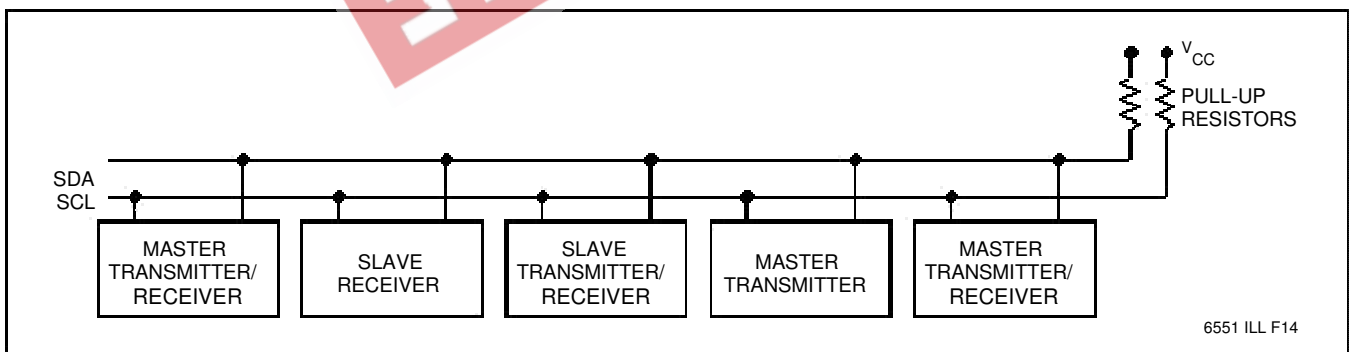 V
CC
PULL-UP
RESISTORS
SDA
SCL
MASTER
TRANSMITTER/
RECEIVER
SLAVE
RECEIVER
SLAVE
TRANSMITTER/
RECEIVER
MASTER
TRANSMITTER
MASTER
TRANSMITTER/
RECEIVER
6551 ILL F14